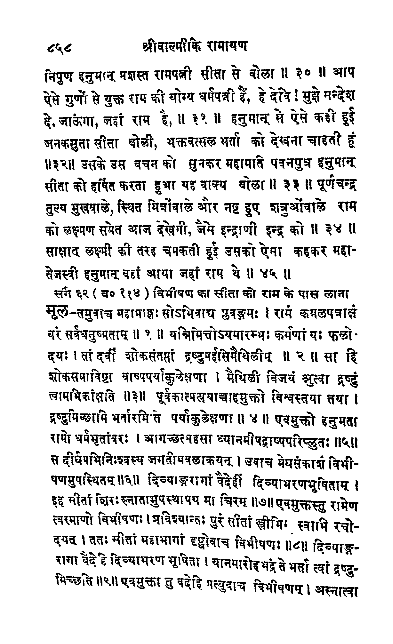 ८५८ श्रीवाल्मीकि रामायण
निपुण हनुमान् प्रशस्त रामपत्नी सीता से बोला ॥ ३० ॥ आप
ऐसे गुणों से युक्त राम की योग्य धर्मपत्नी हैं, हे देवि ! मुझे सन्देश
दे, जाऊंगा, जहां राम है, ॥ ३१ ॥ हनुमान् मे ऐसे कही हुई
जनकसुता सीता बोली, भक्तवत्सल भर्ता को देखना चाहती हूं
॥३२॥ उसके उस वचन को सुनकर महामति पवनपुत्र हनुमान्
सीता को हर्षित करता हुआ यह वाक्य बोला ॥ ३३ ॥ पूर्णचन्द्र
तुल्य मुखवाले, स्थित मित्रोंवाले और नष्ट हुए शत्रुओंवाले राम
को लक्ष्मण समेत आज देखेगी, जैसे इन्द्राणी इन्द्र को ॥ ३४ ॥
साक्षाद् लक्ष्मी की तरह चमकती हुई उसको ऐसा कहकर महा-
तेजस्वी हनुमान् वहां आया जहां राम थे ॥ ४५ ॥
सर्ग ६२ (व० ११४) विभीषण का सीता को राम के पास लाना
मूल–तमुवाच महाप्राज्ञः सोऽभिवाद्य प्लवङ्गमः । रामं कमलपत्राक्षं
वरं सर्वधनुष्मताम् ॥ १ ॥ यन्निमित्तोऽयमारम्भः कर्मणां यः फलो-
दयः । तां देवीं शोकसंतप्तां द्रष्टुमर्हसि मैथिलीम् ॥ २ ॥ सा हि
शोकसमाविष्टा वाष्पपर्याकुलेक्षणा । मैथिली विजयं श्रुत्वा द्रष्टुं
त्वामभिकांक्षति ॥३॥ पूर्वकात्प्रत्ययाच्चाहमुक्तो विश्वस्तया तया ।
द्रष्टुमिच्छामि भर्तारमिति पर्याकुलेक्षणा ॥ ४ ॥ एवमुक्तो हनुमता
रामो धर्मभृतांवरः । आगच्छत्सहसा ध्यानमीषद्वाष्पपरिप्लुतः ॥५॥
स दीर्घमभिनिःश्वस्य जगतीमवलोकयन् । उवाच मेघसंकाशं विभी-
षणमुपस्थितम् ॥६॥ दिव्याङ्गरागां वैदेहीं दिव्याभरणभूषिताम् ।
इह सीतां शिरःस्नातामुपस्थापय मा चिरम् ॥७॥ एवमुक्तस्तु रामेण
त्वरमाणो विभीषणः । प्रविश्यान्तः पुरं सीतां स्त्रीभिः स्वाभि रचो-
दयत् । ततः सीतां महाभागां दृष्ट्वोवाच विभीषणः ॥८॥ दिव्याङ्ग-
रागा वैदेहि दिव्याभरण भूषिता । यानमारोह भद्रं ते भर्ता त्वां द्रष्टु-
मिच्छति ॥९॥ एवमुक्ता तु वदेही प्रत्युवाच विभीषणम् । अस्नात्वा